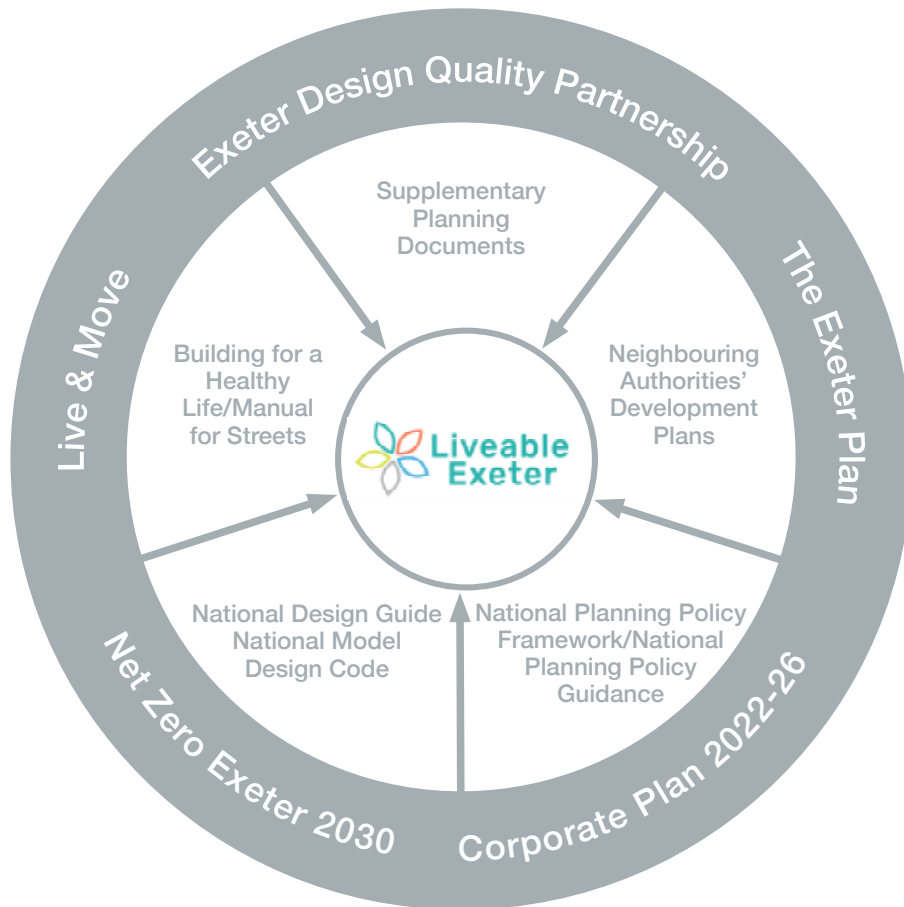 Exeter Design Quality Partnership
The Exeter Plan
Corporate Plan 2022-26
Net Zero Exeter 2030
Live & Move
Supplementary
Planning
Documents
Neighbouring
Authorities’
Development
Plans
National Planning Policy
Framework/National
Planning Policy
Guidance
National Design Guide
National Model
Design Code
Building for a
Healthy
Life/Manual
for Streets
Liveable
Exeter